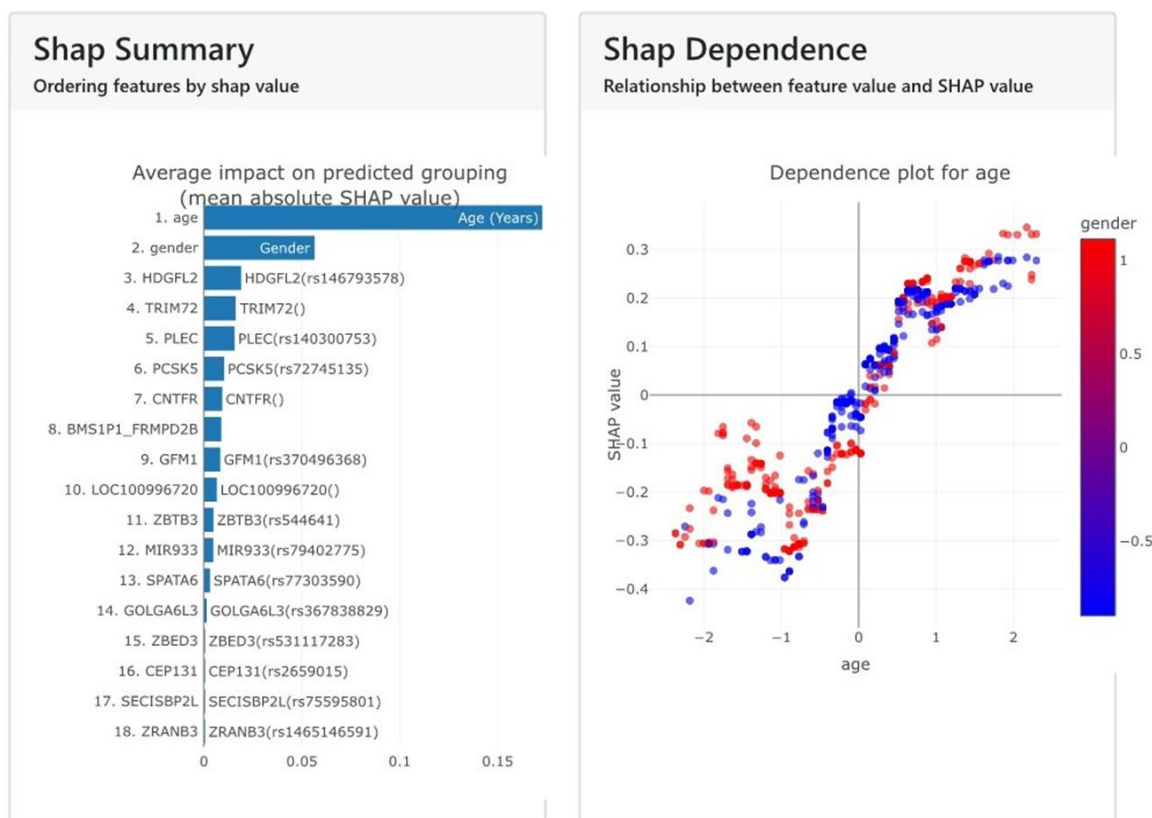 Shap Summary
Ordering features by shap value
Average impact on predicted grouping
(mean absolute SHAP value)
1. age Age (Years)
2. gender Gender
3. HDGFL2 HDGFL2(rs146793578)
4. TRIM72 TRIM72()
5. PLEC PLEC(rs140300753)
6. PCSK5 PCSK5(rs72745135)
7. CNTFR CNTFR()
8. BMS1P1_FRMPD2B
9. GFM1 GFM1(rs370496368)
10. LOC100996720 LOC100996720()
11. ZBTB3 ZBTB3(rs544641)
12. MIR933 MIR933(rs79402775)
13. SPATA6 SPATA6(rs77303590)
14. GOLGA6L3 GOLGA6L3(rs367838829)
15. ZBED3 ZBED3(rs531117283)
16. CEP131 CEP131(rs2659015)
17. SECISBP2L SECISBP2L(rs75595801)
18. ZRANB3 ZRANB3(rs1465146591)
0 0.05 0.1 0.15
Shap Dependence
Relationship between feature value and SHAP value
Dependence plot for age
SHAP value
0.3
0.2
0.1
0
−0.1
−0.2
−0.3
−0.4
−2 −1 0 1 2
age
gender
1
0.5
0
−0.5